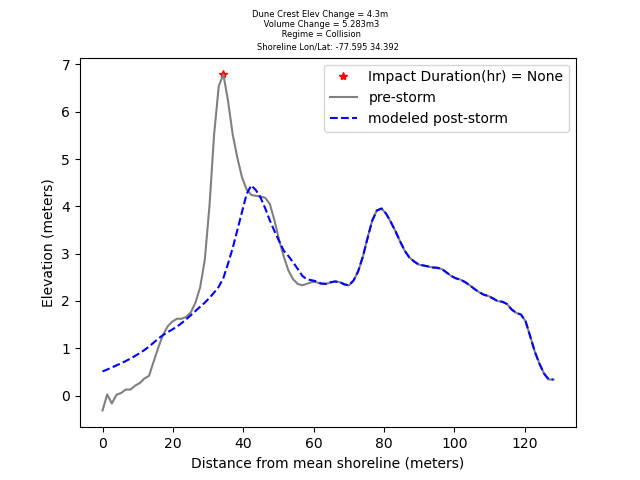 Dune Crest Elev Change = 4.3m
Volume Change = 5.283m3
Regime = Collision
Shoreline Lon/Lat: -77.595 34.392
Impact Duration(hr) = None
pre-storm
modeled post-storm
Elevation (meters)
7
6
5
4
3
2
1
0
0 20 40 60 80 100 120
Distance from mean shoreline (meters)